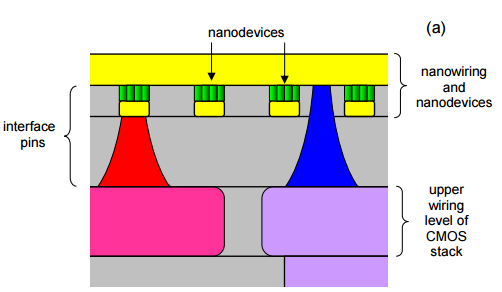 nanodevices
(a)
nanowiring
and
nanodevices
interface
pins
upper
wiring
level of
CMOS
stack